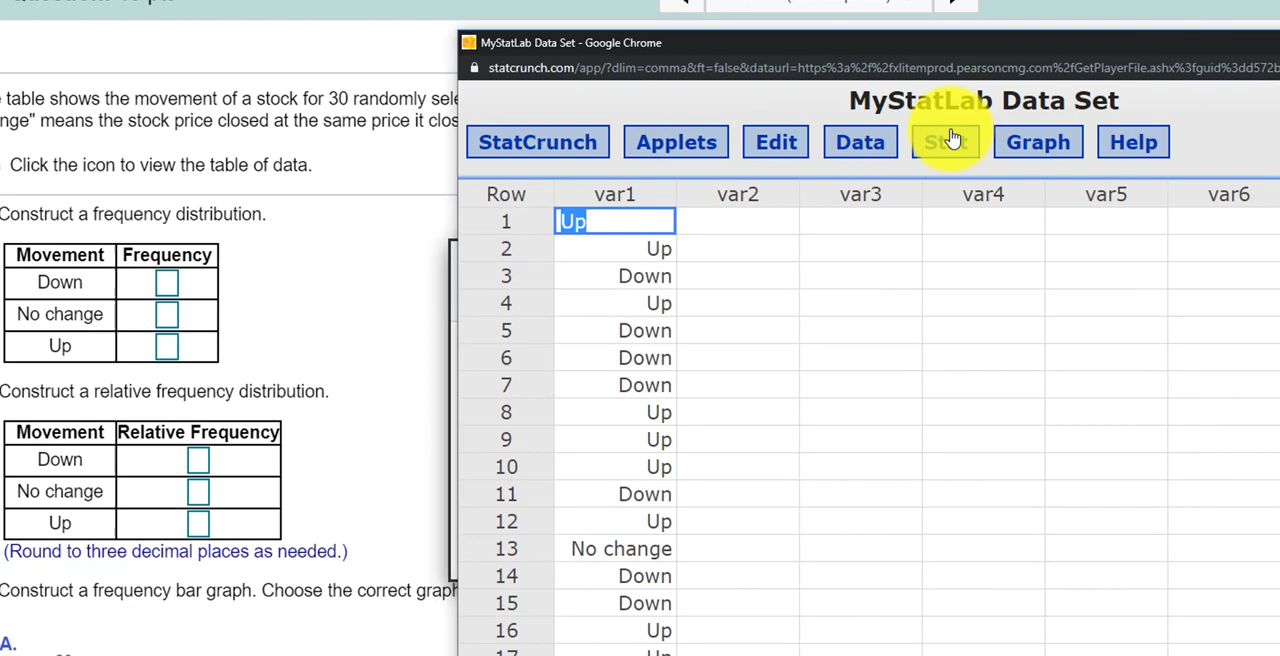 MyStatLab Data Set - Google Chrome
statcrunch.com/app/?dlim=comma&ft=false&dataurl=https%3a%2f%2fxlitemprod.pearsoncmg.com%2fGetPlayerFile.ashx%3fguid%3dd572b
table shows the movement of a stock for 30 randomly sele
nge" means the stock price closed at the same price it clos
Click the icon to view the table of data.
MyStatLab Data Set
StatCrunch Applets Edit Data Stat Graph Help
Construct a frequency distribution.
Movement Frequency
Down
No change
Up
Construct a relative frequency distribution.
Movement Relative Frequency
Down
No change
Up
(Round to three decimal places as needed.)
Construct a frequency bar graph. Choose the correct graph
A.
Row var1 var2 var3 var4 var5 var6
1 Up
2 Up
3 Down
4 Up
5 Down
6 Down
7 Down
8 Up
9 Up
10 Up
11 Down
12 Up
13 No change
14 Down
15 Down
16 Up
17 Up